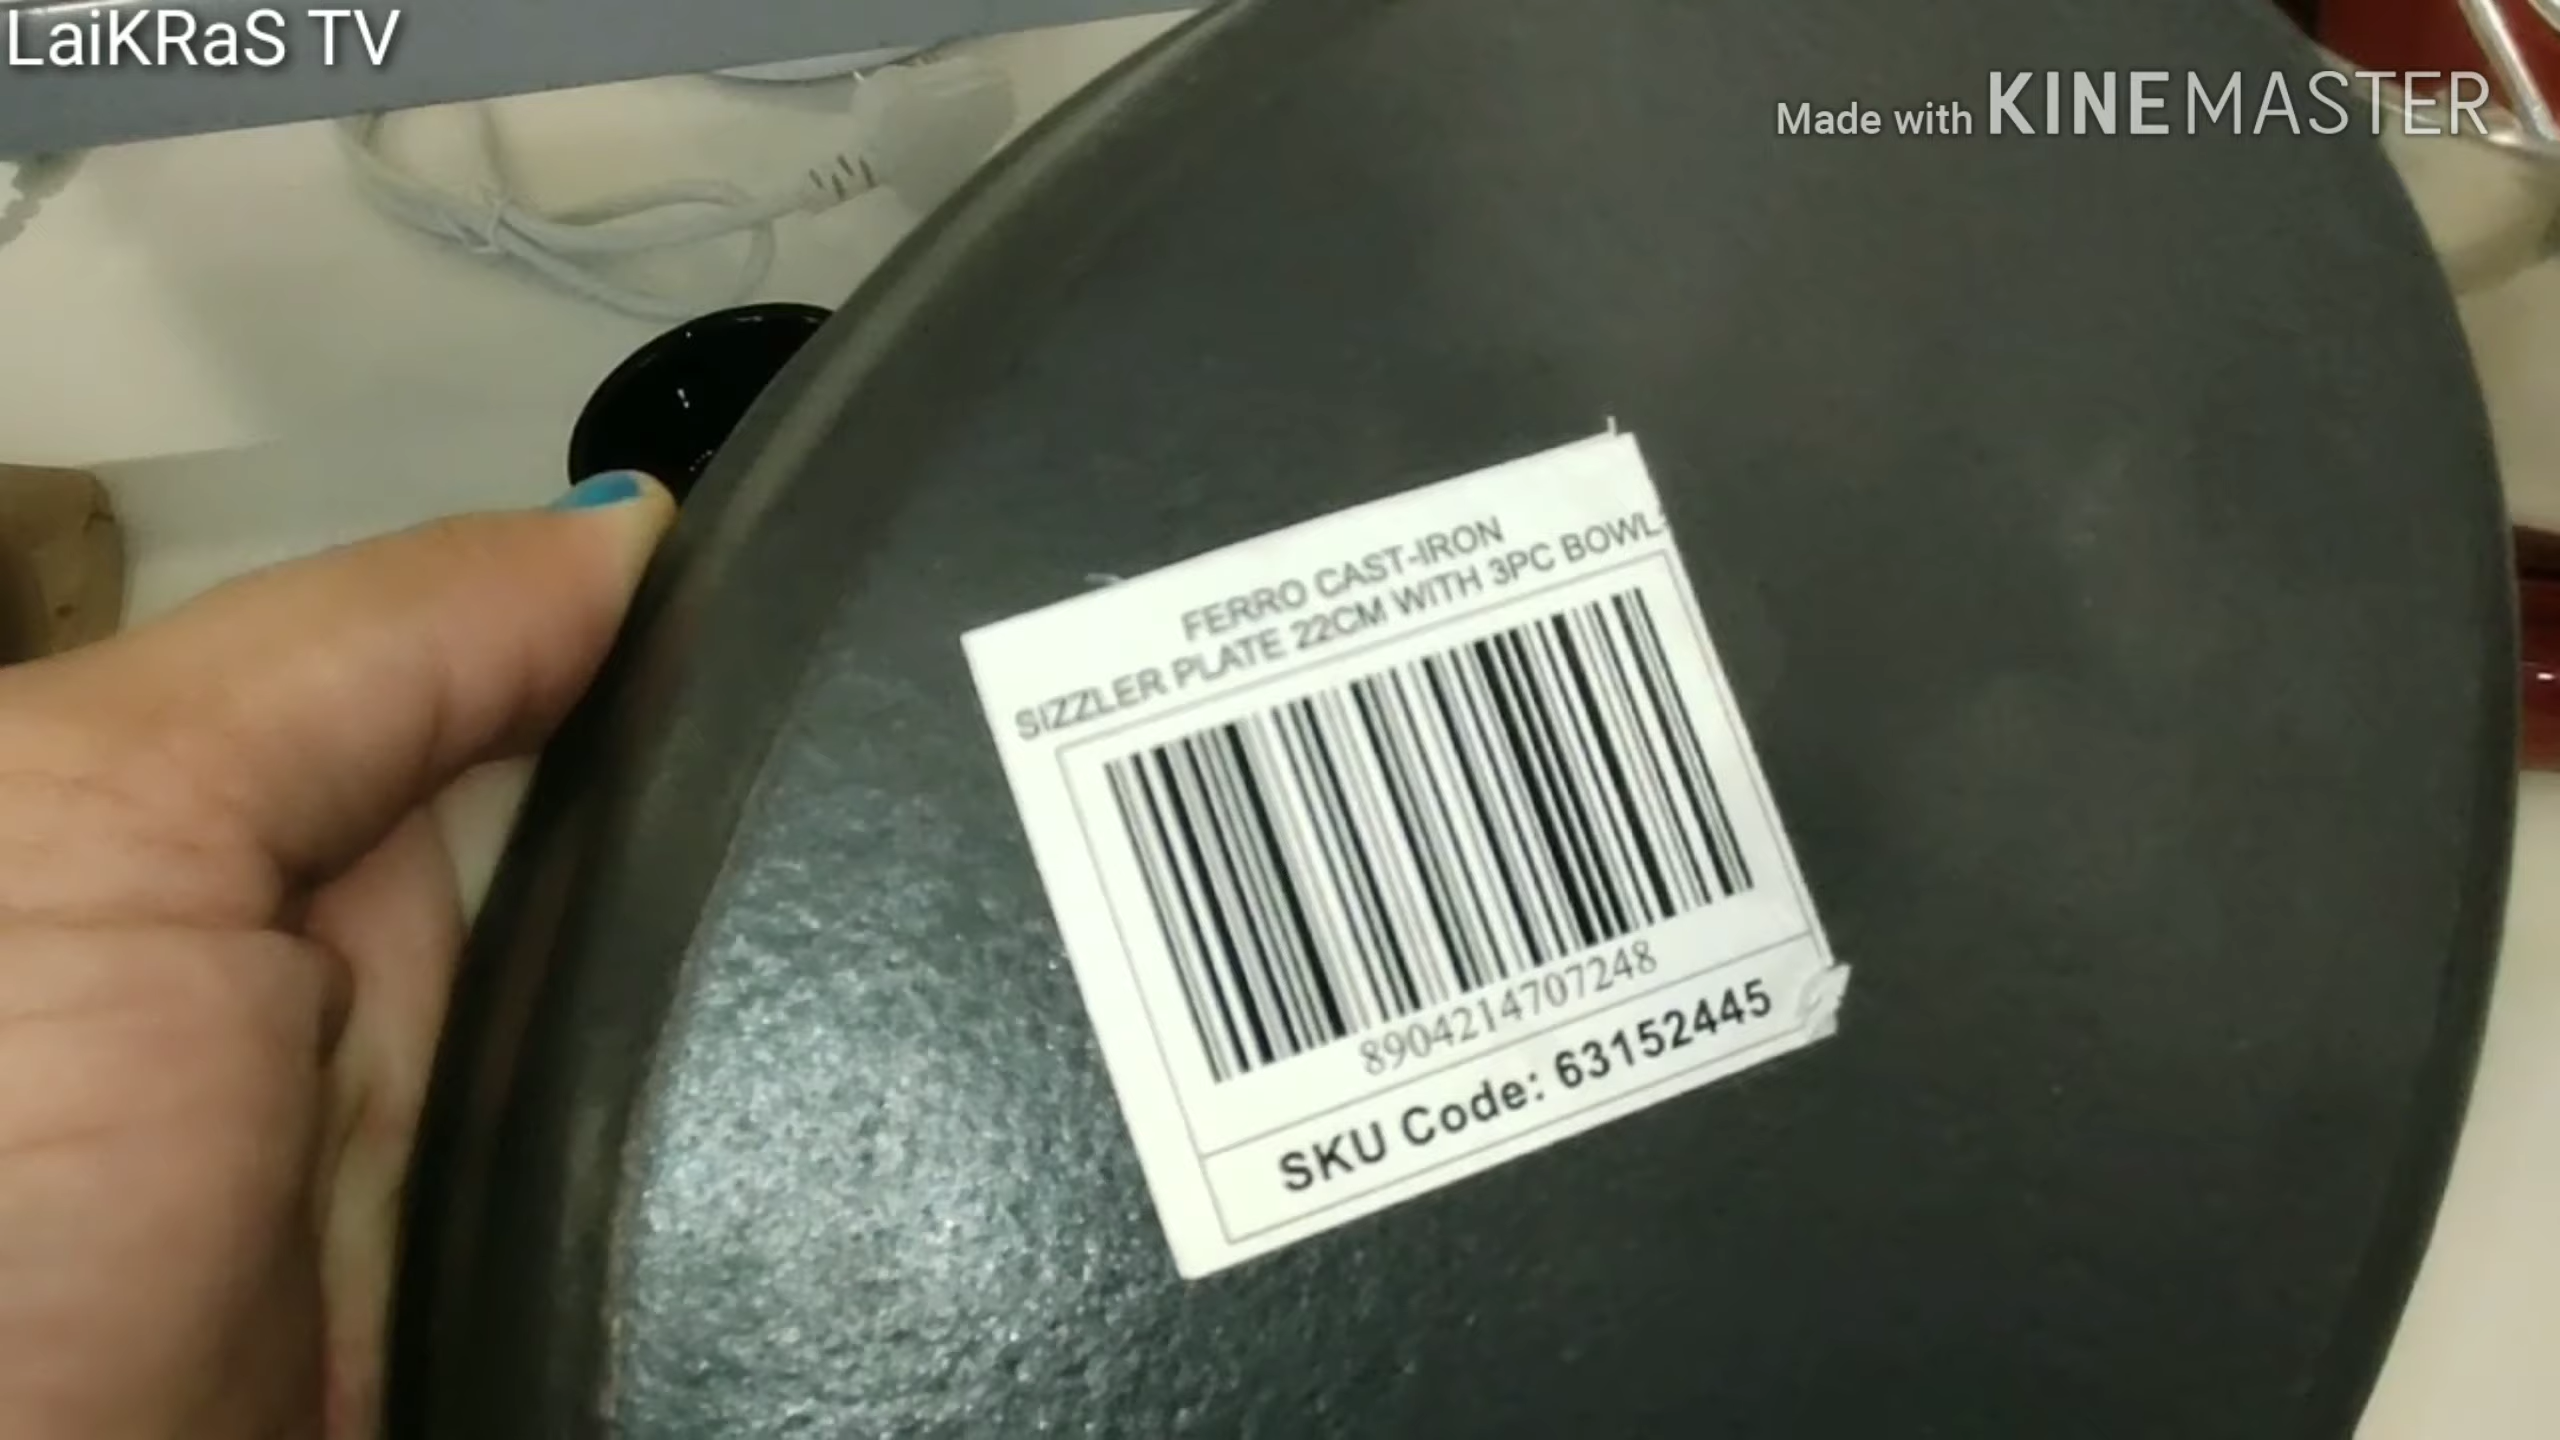 LaiKRaS TV
Made with KINEMASTER
FERRO CAST-IRON
SIZZLER PLATE 22CM WITH 3PC BOWL
8904214707248
SKU Code: 63152445